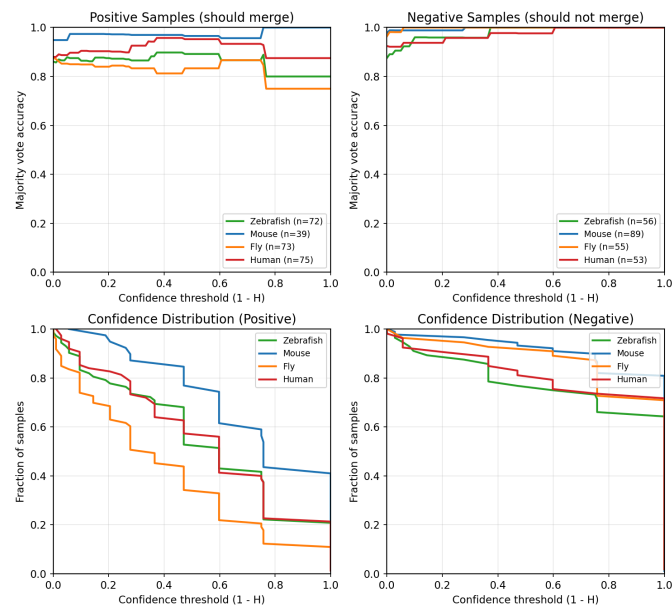 Positive Samples (should merge)
Majority vote accuracy
1.0
0.8
0.6
0.4
0.2
0.0
Zebrafish (n=72)
Mouse (n=39)
Fly (n=73)
Human (n=75)
0.0 0.2 0.4 0.6 0.8 1.0
Confidence threshold (1 - H)
Negative Samples (should not merge)
Majority vote accuracy
1.0
0.8
0.6
0.4
0.2
0.0
Zebrafish (n=56)
Mouse (n=89)
Fly (n=55)
Human (n=53)
0.0 0.2 0.4 0.6 0.8 1.0
Confidence threshold (1 - H)
Confidence Distribution (Positive)
Fraction of samples
1.0
0.8
0.6
0.4
0.2
0.0
Zebrafish
Mouse
Fly
Human
0.0 0.2 0.4 0.6 0.8 1.0
Confidence threshold (1 - H)
Confidence Distribution (Negative)
Fraction of samples
1.0
0.8
0.6
0.4
0.2
0.0
Zebrafish
Mouse
Fly
Human
0.0 0.2 0.4 0.6 0.8 1.0
Confidence threshold (1 - H)